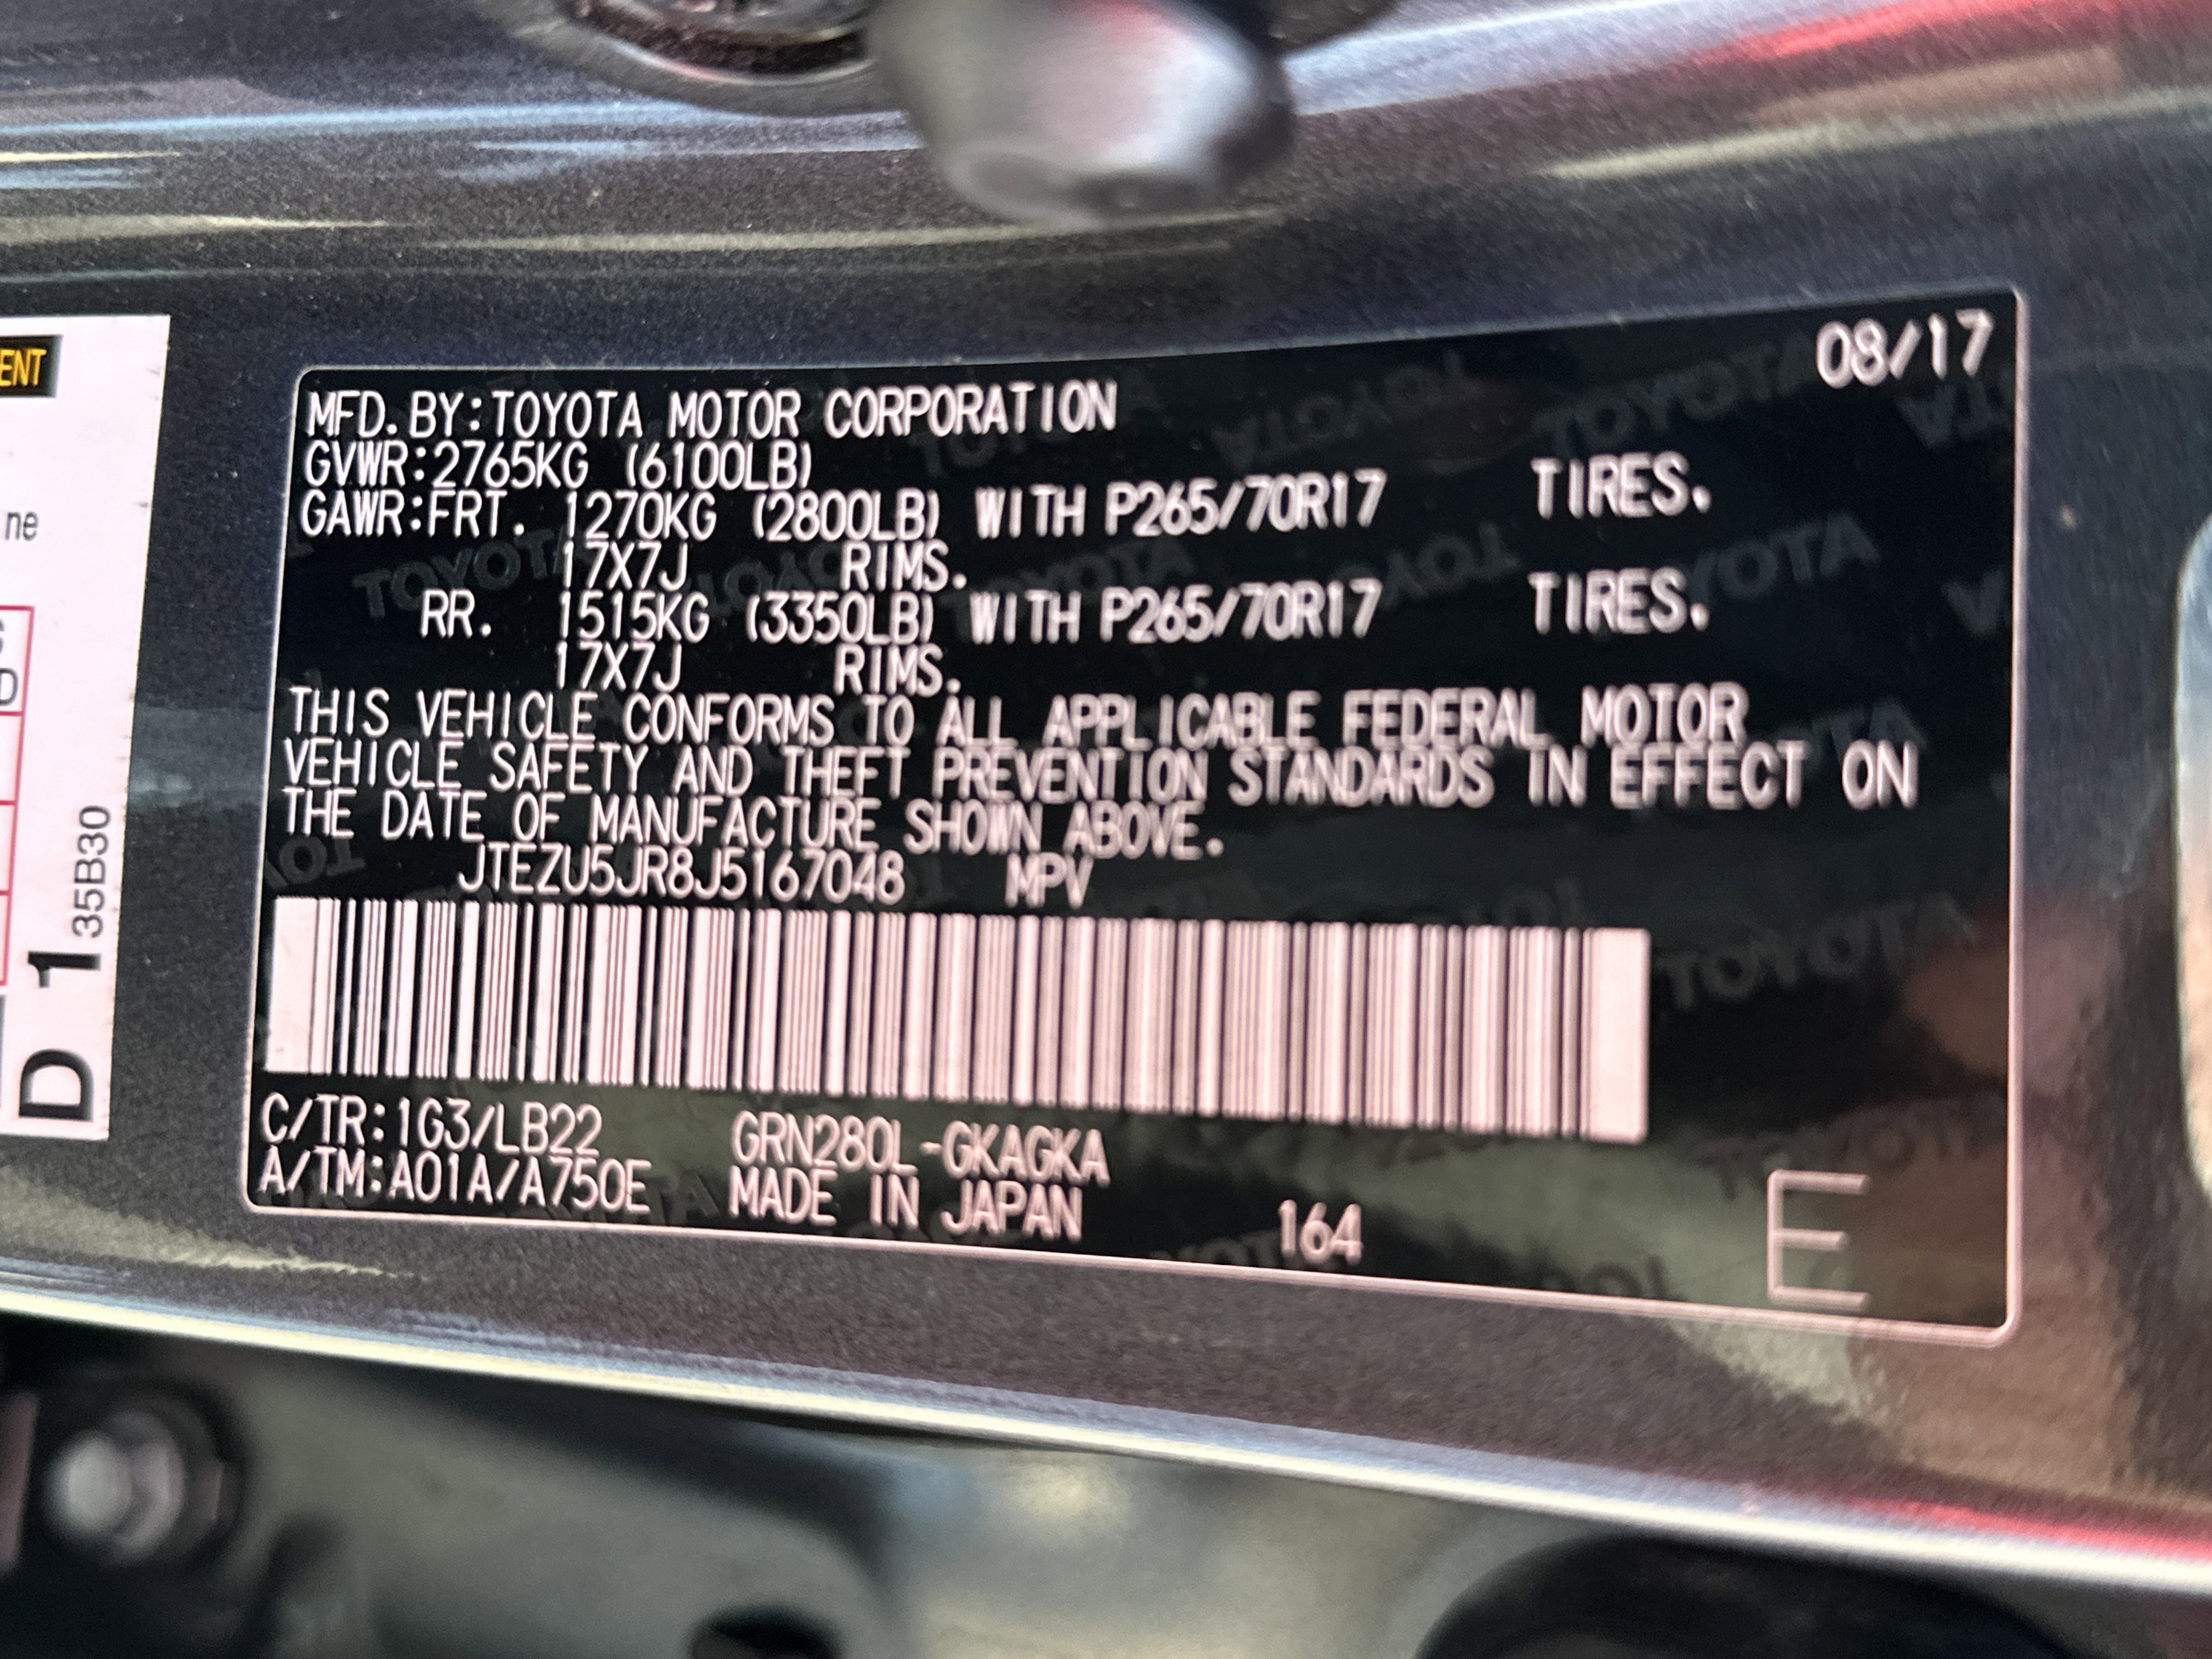 ENT
ne
D
D 1 35B30
08/17
MFD.BY:TOYOTA MOTOR CORPORATION
GVWR:2765KG (6100LB)
GAWR:FRT. 1270KG (2800LB) WITH P265/70R17 TIRES.
17X7J RIMS.
RR. 1515KG (3350LB) WITH P265/70R17 TIRES.
17X7J RIMS.
THIS VEHICLE CONFORMS TO ALL APPLICABLE FEDERAL MOTOR
VEHICLE SAFETY AND THEFT PREVENTION STANDARDS IN EFFECT ON
THE DATE OF MANUFACTURE SHOWN ABOVE.
JTEZU5JR8J5167048 MPV
C/TR:1G3/LB22 GRN280L-GKAGKA
A/TM:A01A/A750E MADE IN JAPAN 164
E